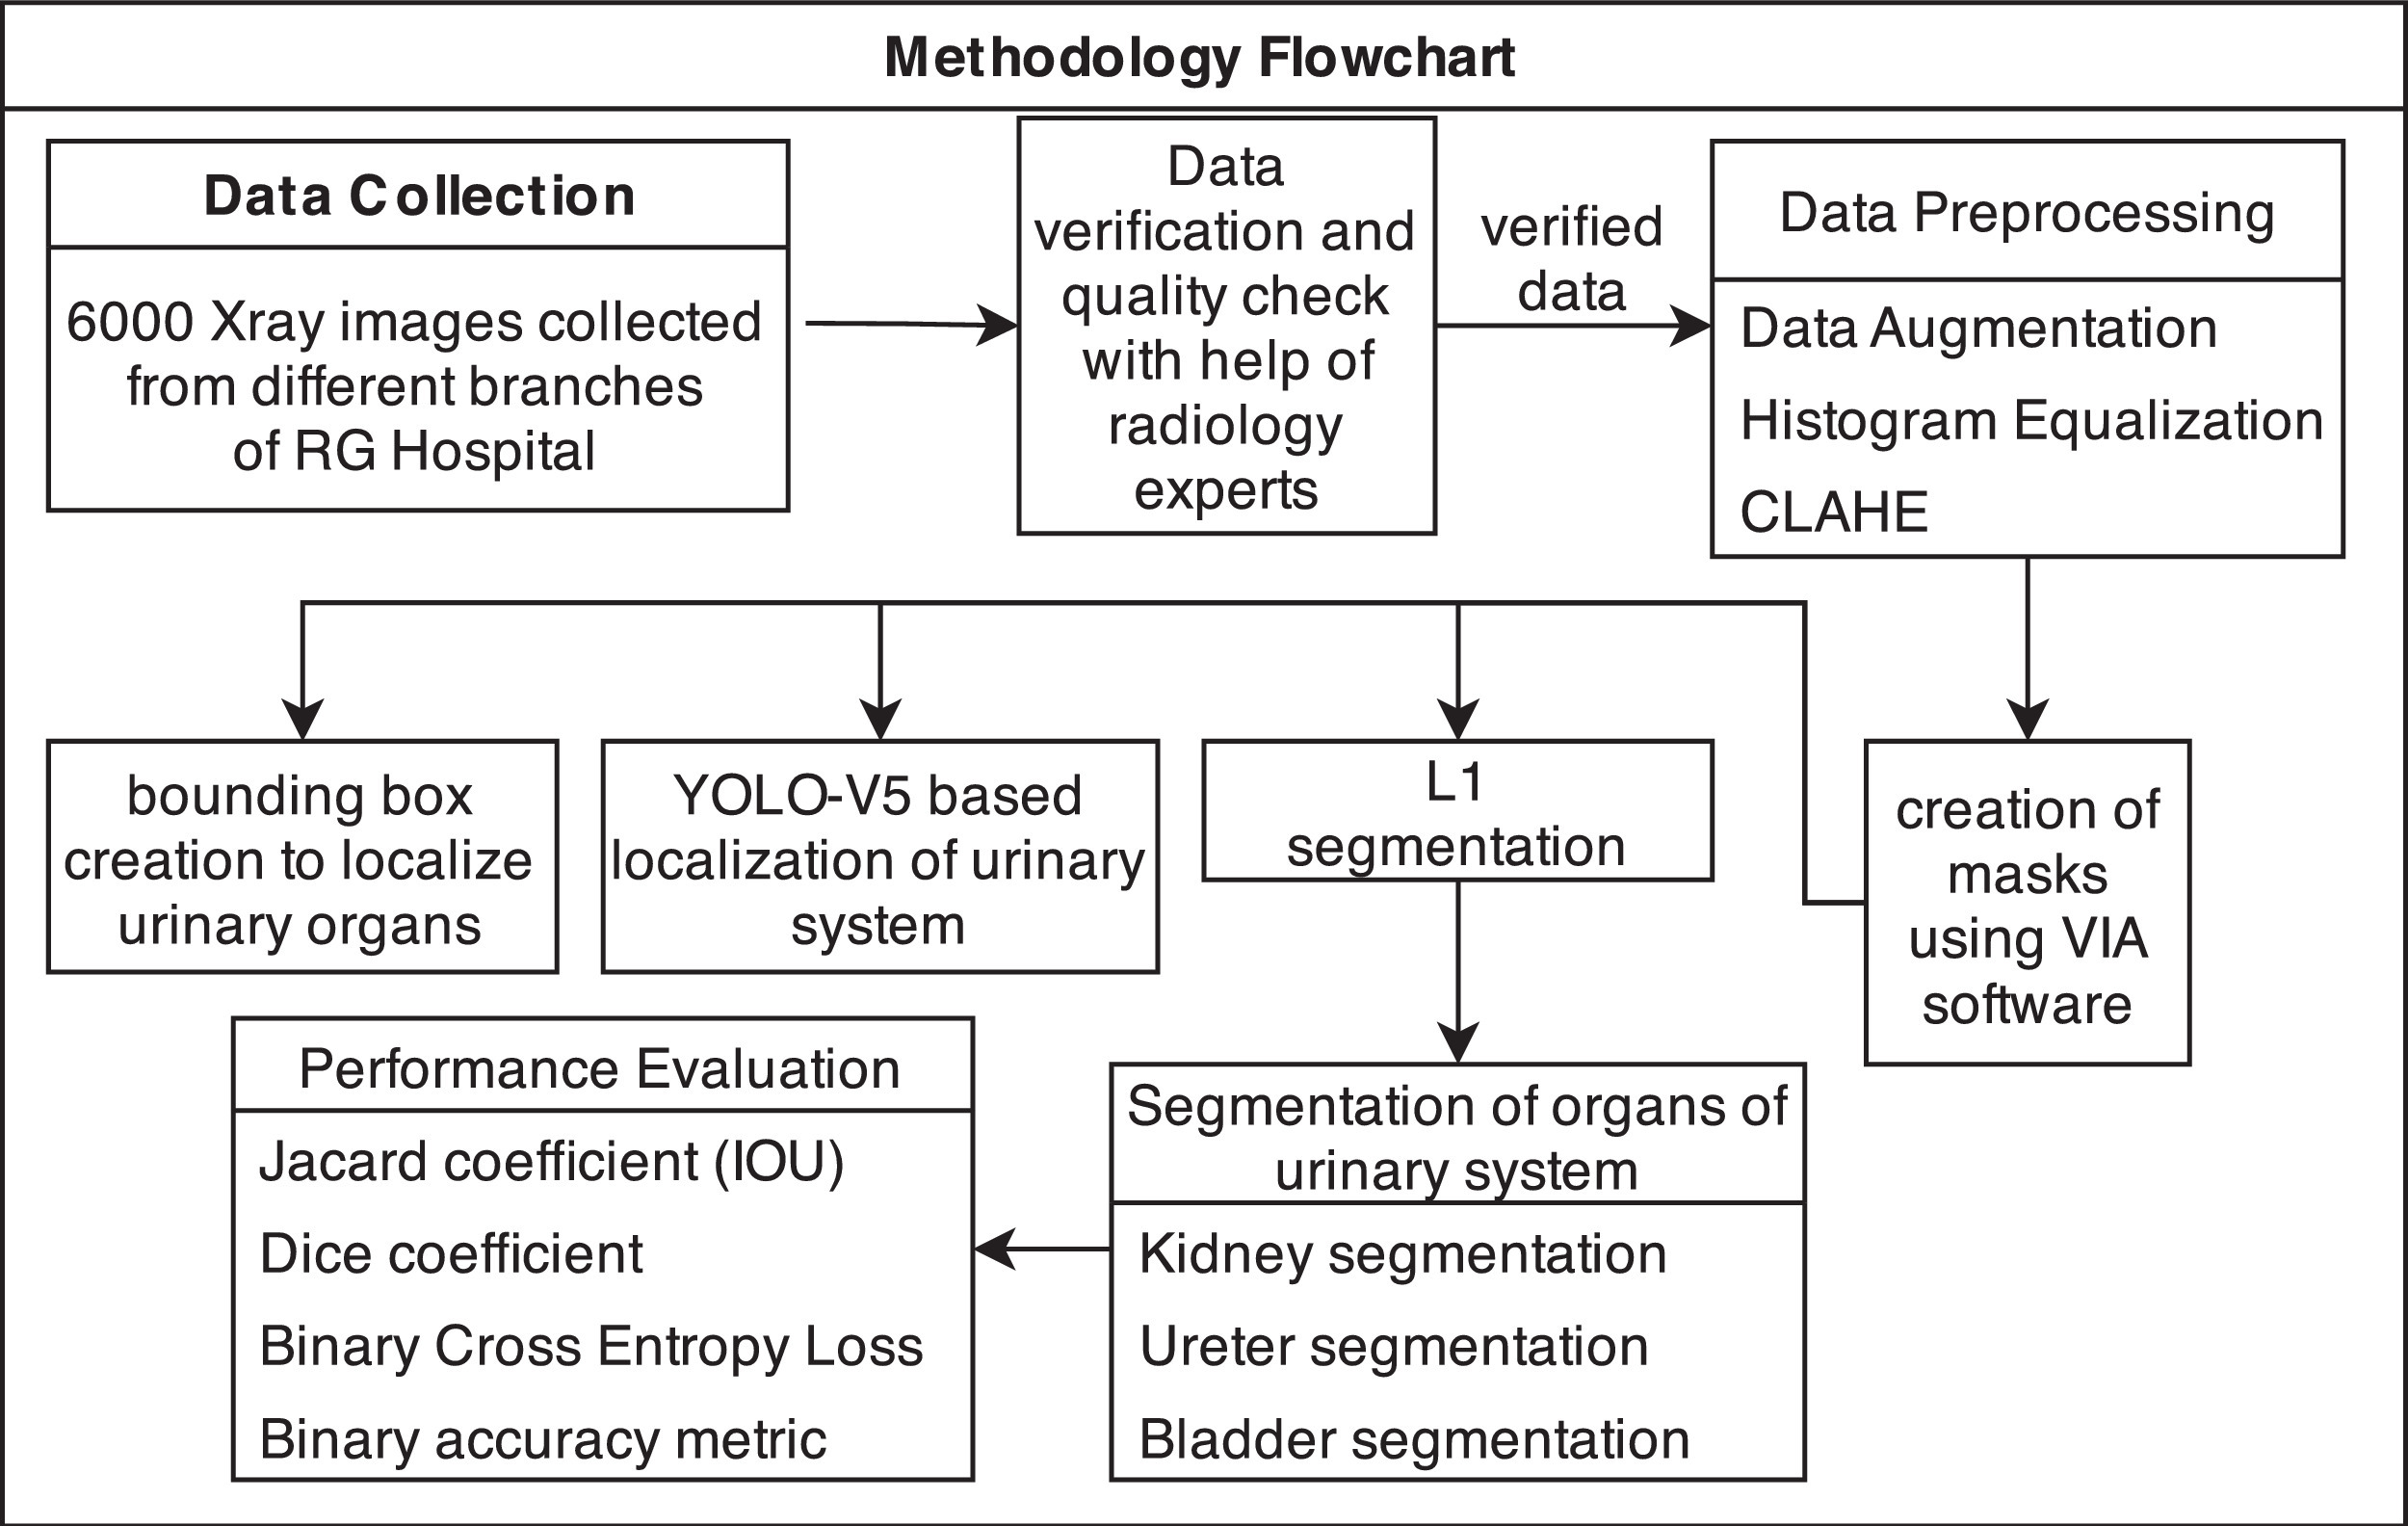 Methodology Flowchart
Data Collection
6000 Xray images collected
from different branches
of RG Hospital
Data
verification and
quality check
with help of
radiology
experts
verified
data
Data Preprocessing
Data Augmentation
Histogram Equalization
CLAHE
bounding box
creation to localize
urinary organs
YOLO-V5 based
localization of urinary
system
L1
segmentation
creation of
masks
using VIA
software
Segmentation of organs of
urinary system
Kidney segmentation
Ureter segmentation
Bladder segmentation
Performance Evaluation
Jacard coefficient (IOU)
Dice coefficient
Binary Cross Entropy Loss
Binary accuracy metric